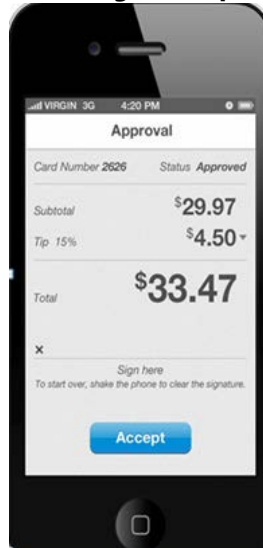 VIRGIN 3G 4:20 PM
Approval
Card Number 2626 Status Approved
Subtotal $29.97
Tip 15% $4.50
Total $33.47
x
Sign here
To start over, shake the phone to clear the signature.
Accept